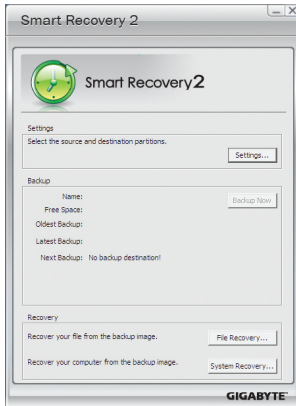 Smart Recovery 2
Smart Recovery2
Settings
Select the source and destination partitions.
Settings...
Backup
Name:
Backup Now
Free Space:
Oldest Backup:
Latest Backup:
Next Backup: No backup destination!
Recovery
Recover your file from the backup image.
File Recovery...
Recover your computer from the backup image.
System Recovery...
GIGABYTE™